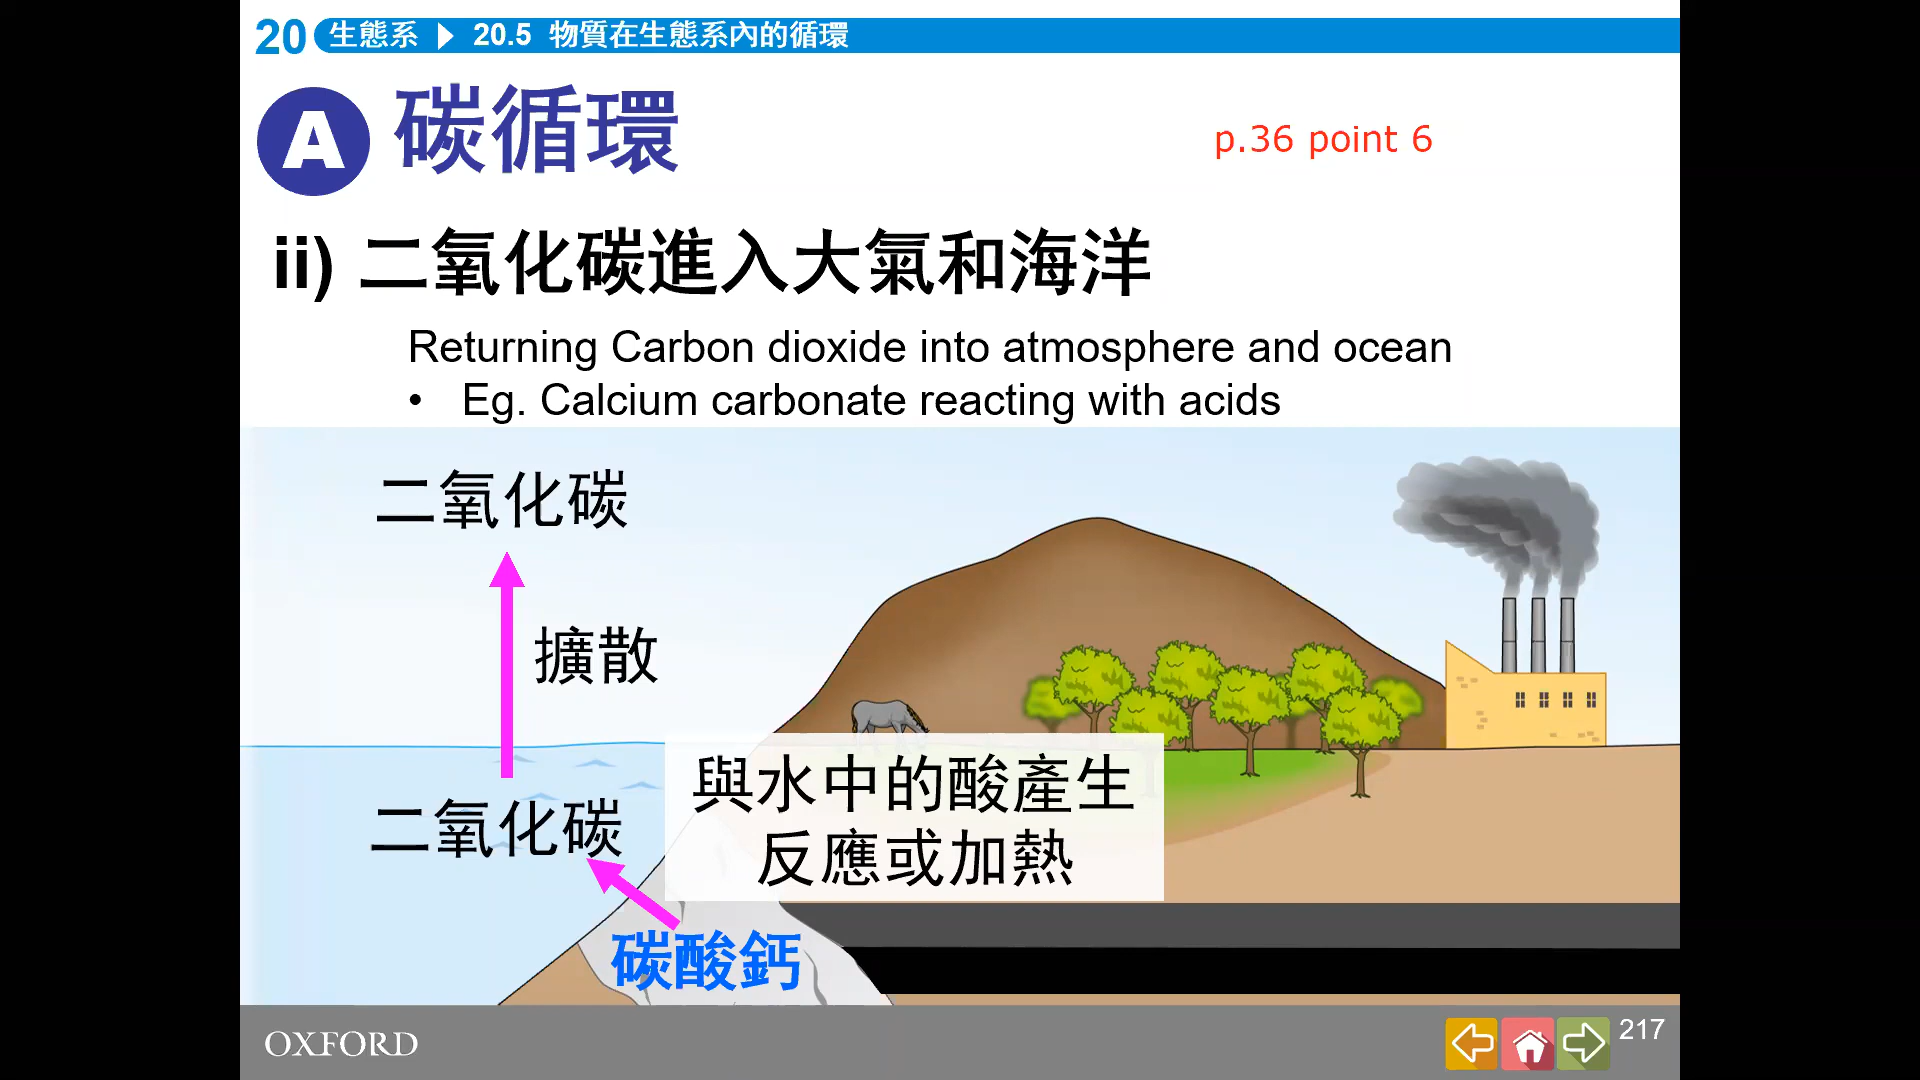 20 生態系 20.5 物質在生態系內的循環
A 碳循環
p.36 point 6
ii) 二氧化碳進入大氣和海洋
Returning Carbon dioxide into atmosphere and ocean
• Eg. Calcium carbonate reacting with acids
二氧化碳
擴散
二氧化碳
與水中的酸產生
反應或加熱
碳酸鈣
OXFORD
217